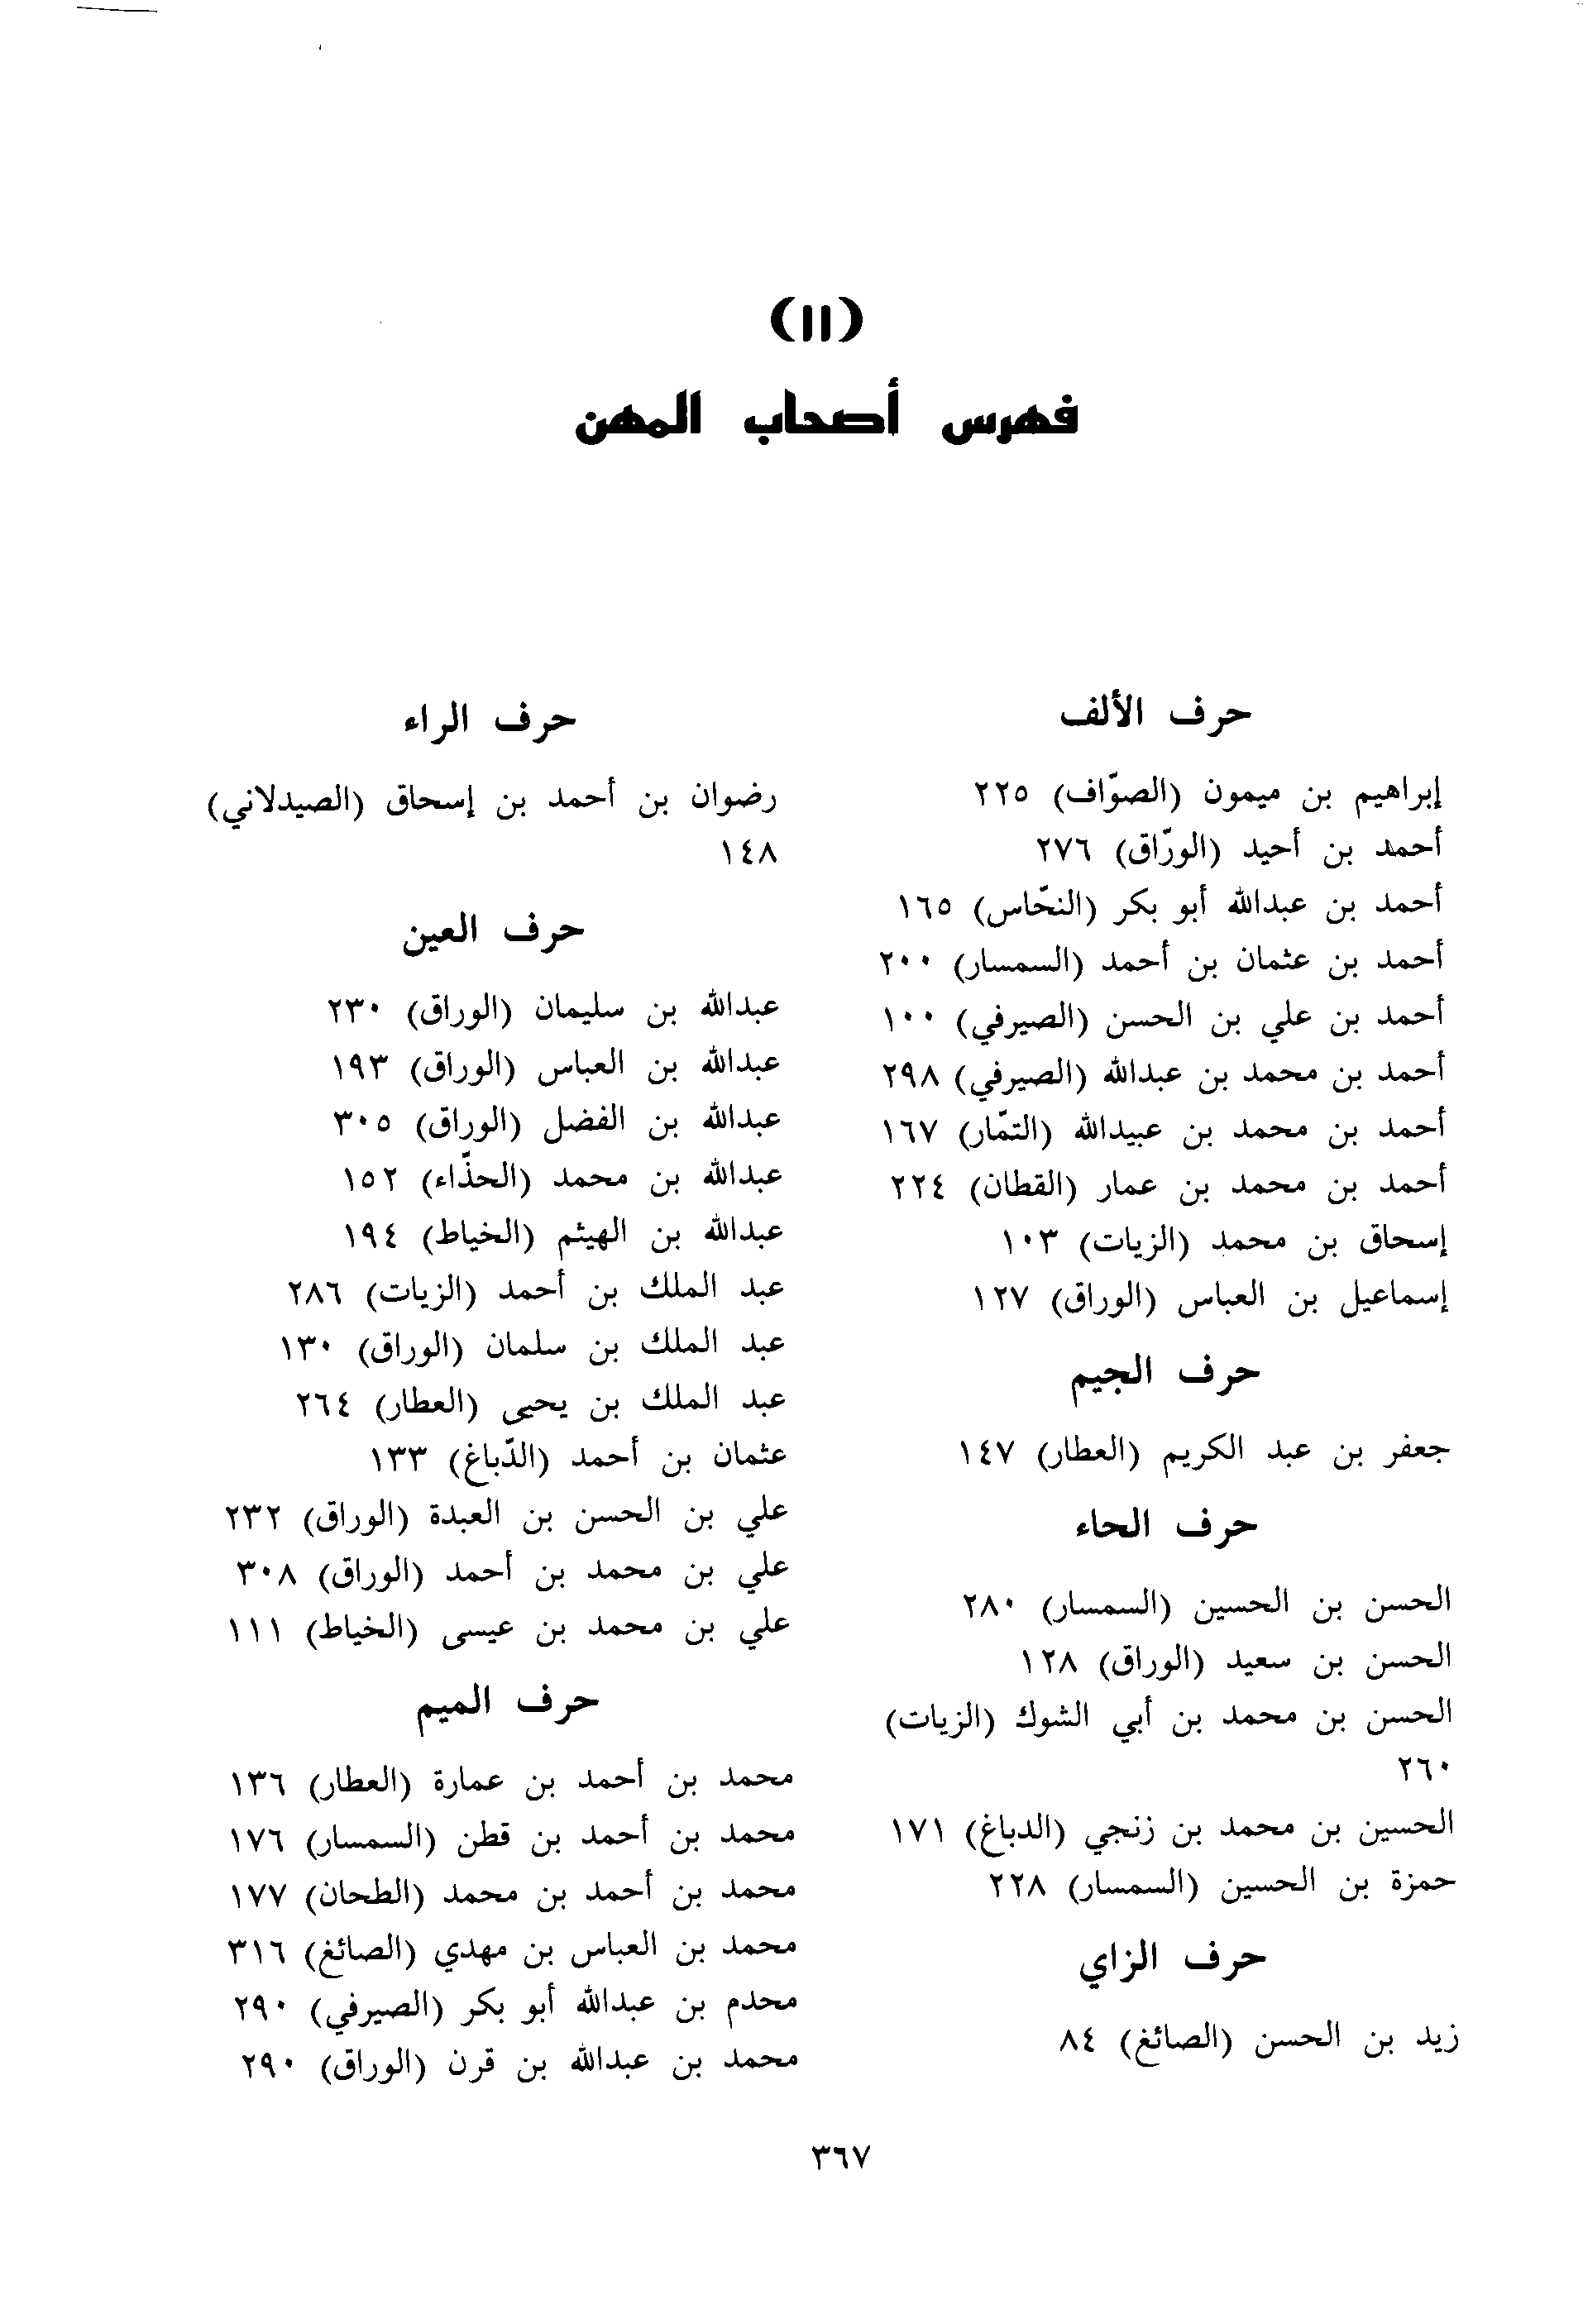 (١١)
فهرس أصحاب المهن
حرف الألف
إبراهيم بن ميمون (الصوّاف) ٢٢٥
أحمد بن أحيد (الورّاق) ٢٧٦
أحمد بن عبدالله أبو بكر (النحّاس) ١٦٥
أحمد بن عثمان بن أحمد (السمسار) ٢٠٠
أحمد بن علي بن الحسن (الصيرفي) ١٠٠
أحمد بن محمد بن عبدالله (الصيرفي) ٢٩٨
أحمد بن محمد بن عبيدالله (التمّار) ١٦٧
أحمد بن محمد بن عمار (القطان) ٢٢٤
إسحاق بن محمد (الزيات) ١٠٣
إسماعيل بن العباس (الوراق) ١٢٧
حرف الجيم
جعفر بن عبد الكريم (العطار) ١٤٧
حرف الحاء
الحسن بن الحسين (السمسار) ٢٨٠
الحسن بن سعيد (الوراق) ١٢٨
الحسن بن محمد بن أبي الشوك (الزيات)
٢٦٠
الحسين بن محمد بن زنجي (الدباغ) ١٧١
حمزة بن الحسين (السمسار) ٢٢٨
حرف الزاي
زيد بن الحسن (الصائغ) ٨٤
حرف الراء
رضوان بن أحمد بن إسحاق (الصيدلاني)
١٤٨
حرف العين
عبدالله بن سليمان (الوراق) ٢٣٠
عبدالله بن العباس (الوراق) ١٩٣
عبدالله بن الفضل (الوراق) ٣٠٥
عبدالله بن محمد (الحذّاء) ١٥٢
عبدالله بن الهيثم (الخياط) ١٩٤
عبد الملك بن أحمد (الزيات) ٢٨٦
عبد الملك بن سلمان (الوراق) ١٣٠
عبد الملك بن يحيى (العطار) ٢٦٤
عثمان بن أحمد (الدّباغ) ١٣٣
علي بن الحسن بن العبدة (الوراق) ٢٣٢
علي بن محمد بن أحمد (الوراق) ٣٠٨
علي بن محمد بن عيسى (الخياط) ١١١
حرف الميم
محمد بن أحمد بن عمارة (العطار) ١٣٦
محمد بن أحمد بن قطن (السمسار) ١٧٦
محمد بن أحمد بن محمد (الطحان) ١٧٧
محمد بن العباس بن مهدي (الصائغ) ٣١٦
محدم بن عبدالله أبو بكر (الصيرفي) ٢٩٠
محمد بن عبدالله بن قرن (الوراق) ٢٩٠
٣٦٧